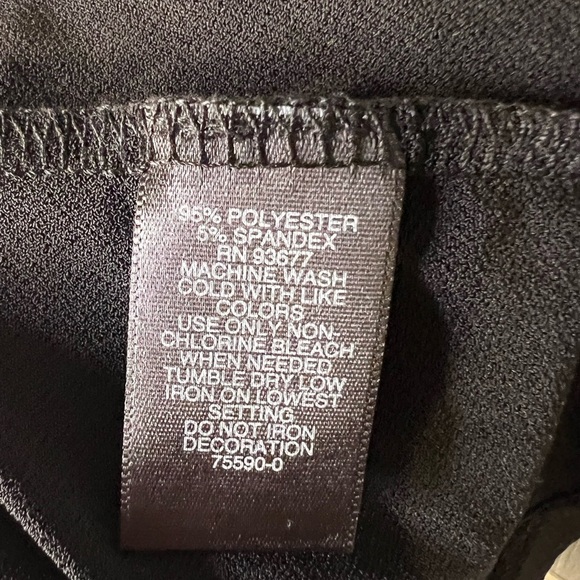 95% POLYESTER
5% SPANDEX
RN 93677
MACHINE WASH
COLD WITH LIKE
COLORS
USE ONLY NON-
CHLORINE BLEACH
WHEN NEEDED
TUMBLE DRY LOW
IRON ON LOWEST
SETTING
DO NOT IRON
DECORATION
75590-0